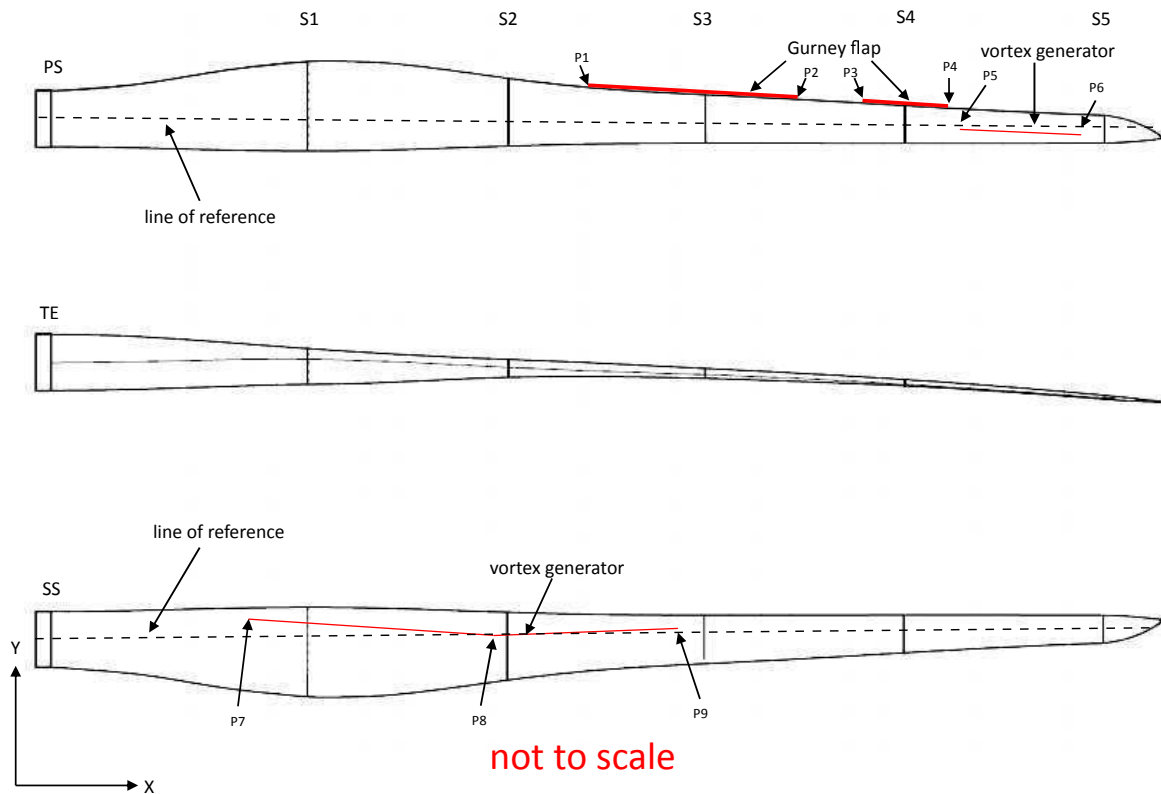 S1 S2 S3 S4 S5
PS
P1
Gurney flap
vortex generator
P2
P3
P4
P5
P6
line of reference
TE
line of reference
SS
vortex generator
Y
P7
P8
P9
not to scale
X